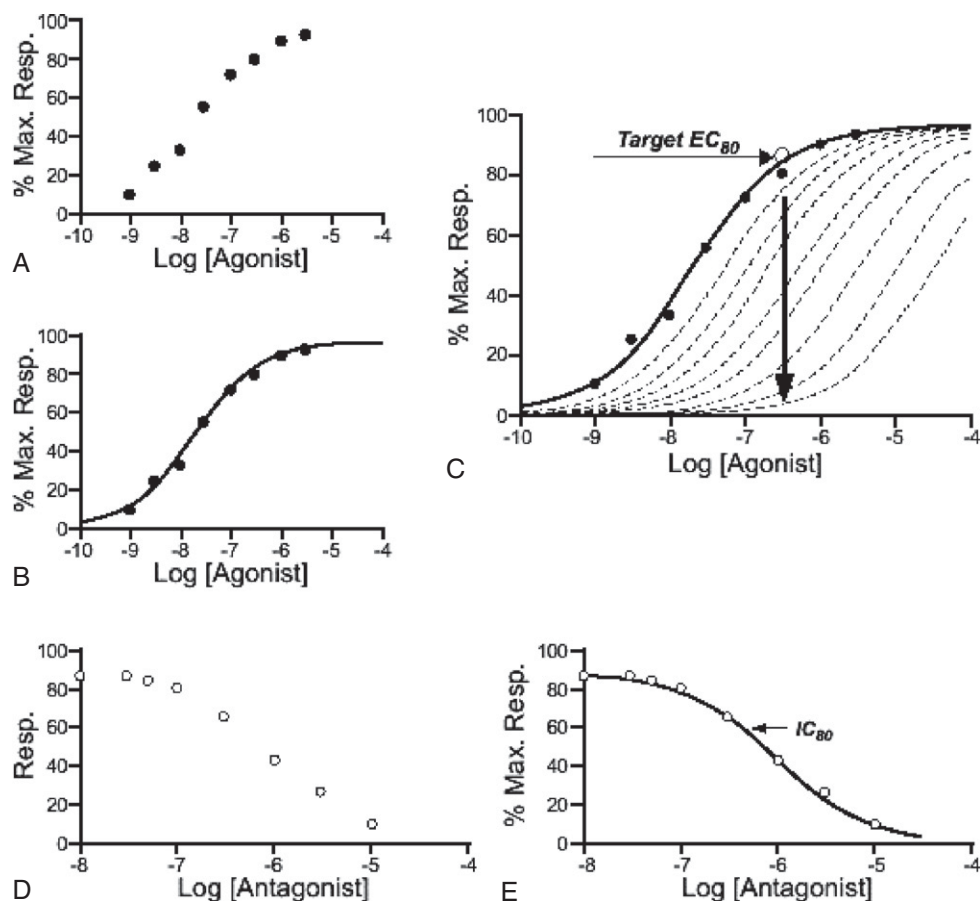 100
80
60
40
20
0
% Max. Resp.
-10 -9 -8 -7 -6 -5 -4
Log [Agonist]
A
100
80
60
40
20
0
% Max. Resp.
-10 -9 -8 -7 -6 -5 -4
Log [Agonist]
B
100
80
60
40
20
0
% Max. Resp.
Target EC80
-10 -9 -8 -7 -6 -5 -4
Log [Agonist]
C
100
80
60
40
20
0
Resp.
-8 -7 -6 -5 -4
Log [Antagonist]
D
100
80
60
40
20
0
% Max. Resp.
IC80
-8 -7 -6 -5 -4
Log [Antagonist]
E